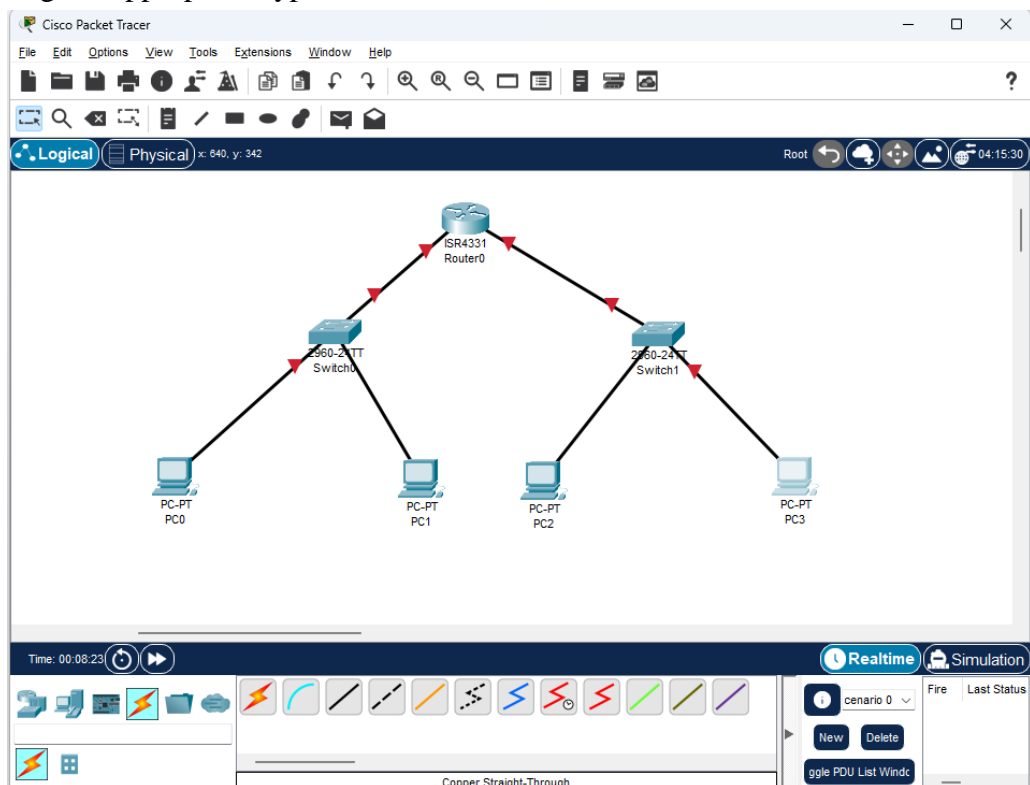 Cisco Packet Tracer
File Edit Options View Tools Extensions Window Help
?
Logical Physical x: 640, y: 342 Root 04:15:30
ISR4331
Router0
2960-24TT
Switch0
2960-24TT
Switch1
PC-PT
PC0
PC-PT
PC1
PC-PT
PC2
PC-PT
PC3
Time: 00:08:23 Realtime Simulation
cenario 0 Fire Last Status
New Delete
ggle PDU List Windc
Copper Straight-Through